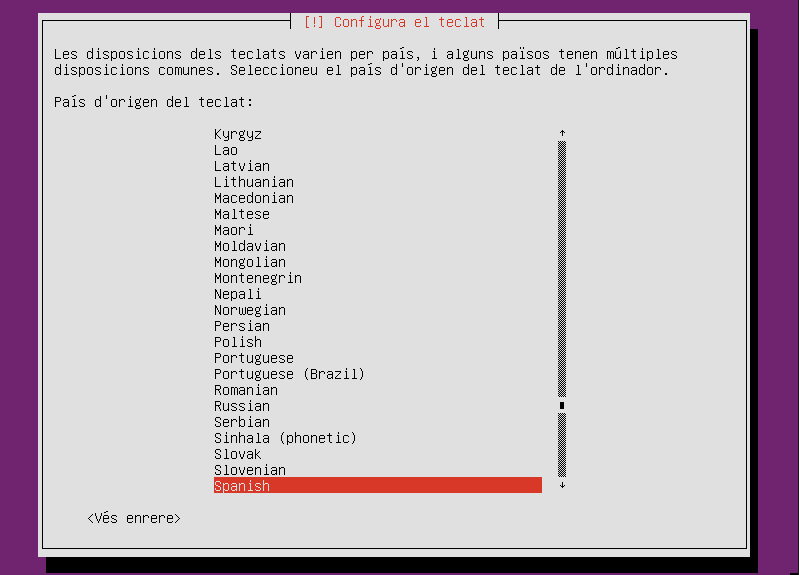 [!] Configura el teclat
Les disposicions dels teclats varien per país, i alguns països tenen múltiples
disposicions comunes. Seleccioneu el país d'origen del teclat de l'ordinador.
País d'origen del teclat:
Kyrgyz
Lao
Latvian
Lithuanian
Macedonian
Maltese
Maori
Moldavian
Mongolian
Montenegrin
Nepali
Norwegian
Persian
Polish
Portuguese
Portuguese (Brazil)
Romanian
Russian
Serbian
Sinhala (phonetic)
Slovak
Slovenian
Spanish
<Vés enrere>